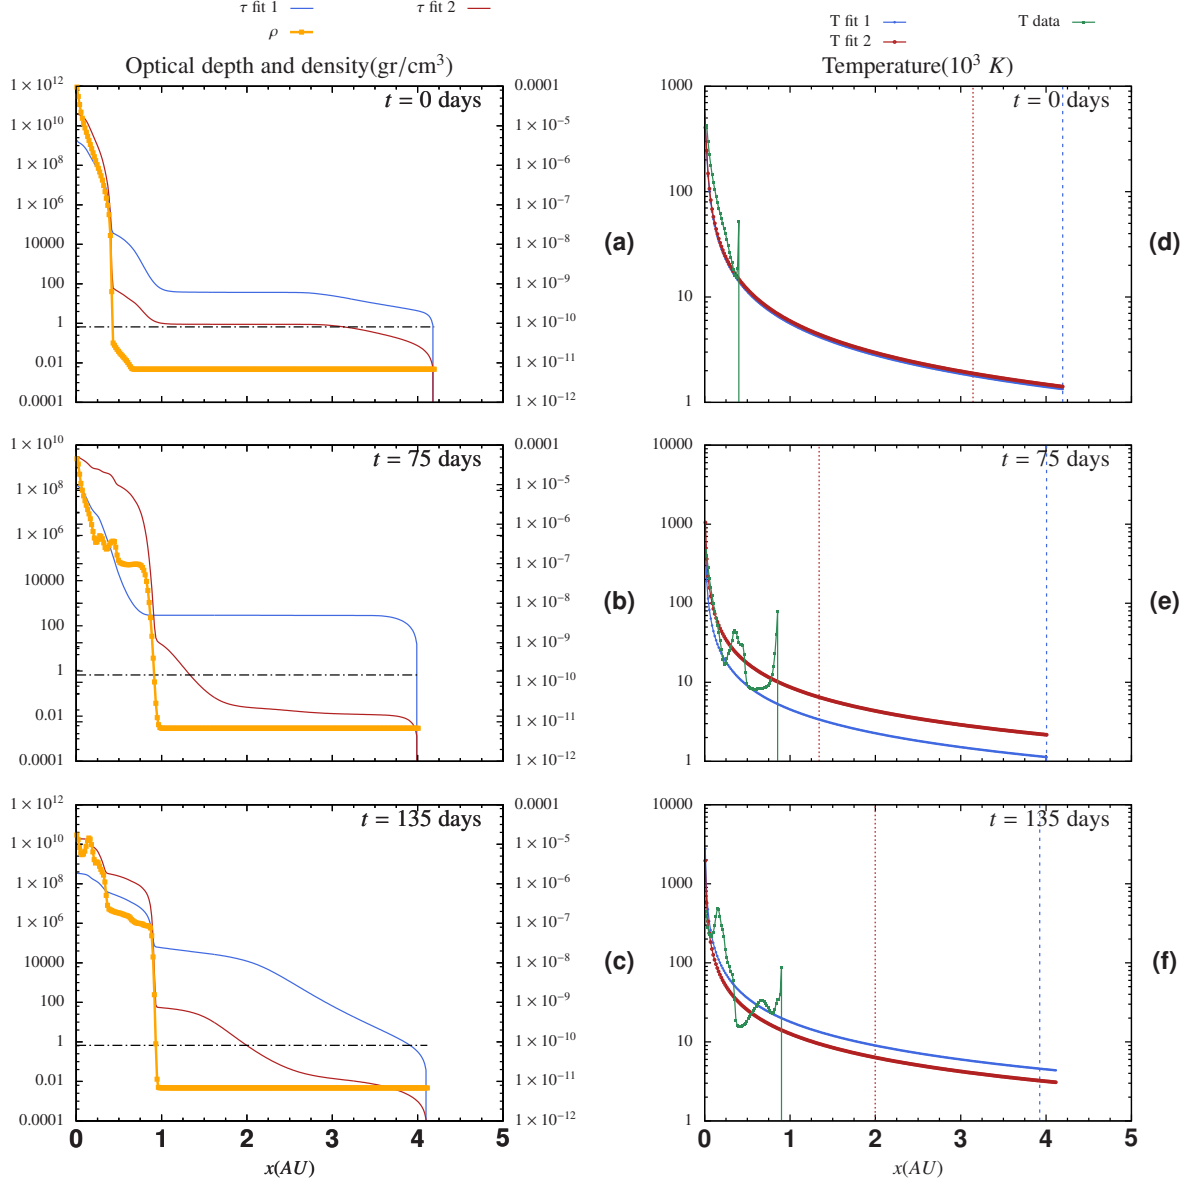 τ fit 1 τ fit 2
ρ
Optical depth and density(gr/cm³)
t = 0 days
1 × 10¹² 0.0001
1 × 10¹⁰ 1 × 10⁻⁵
1 × 10⁸ 1 × 10⁻⁶
1 × 10⁶ 1 × 10⁻⁷
10000 1 × 10⁻⁸
100 1 × 10⁻⁹
1 1 × 10⁻¹⁰
0.01 1 × 10⁻¹¹
0.0001 1 × 10⁻¹²
(a)
t = 75 days
1 × 10¹⁰ 0.0001
1 × 10⁸ 1 × 10⁻⁵
1 × 10⁶ 1 × 10⁻⁶
10000 1 × 10⁻⁷
100 1 × 10⁻⁸
1 1 × 10⁻⁹
0.01 1 × 10⁻¹⁰
0.0001 1 × 10⁻¹¹
1 × 10⁻¹²
(b)
t = 135 days
1 × 10¹² 0.0001
1 × 10¹⁰ 1 × 10⁻⁵
1 × 10⁸ 1 × 10⁻⁶
1 × 10⁶ 1 × 10⁻⁷
10000 1 × 10⁻⁸
100 1 × 10⁻⁹
1 1 × 10⁻¹⁰
0.01 1 × 10⁻¹¹
0.0001 1 × 10⁻¹²
(c)
0 1 2 3 4 5
x(AU)
T fit 1 T data
T fit 2
Temperature(10³ K)
t = 0 days
1000
100
10
1
(d)
t = 75 days
10000
1000
100
10
1
(e)
t = 135 days
10000
1000
100
10
1
(f)
0 1 2 3 4 5
x(AU)